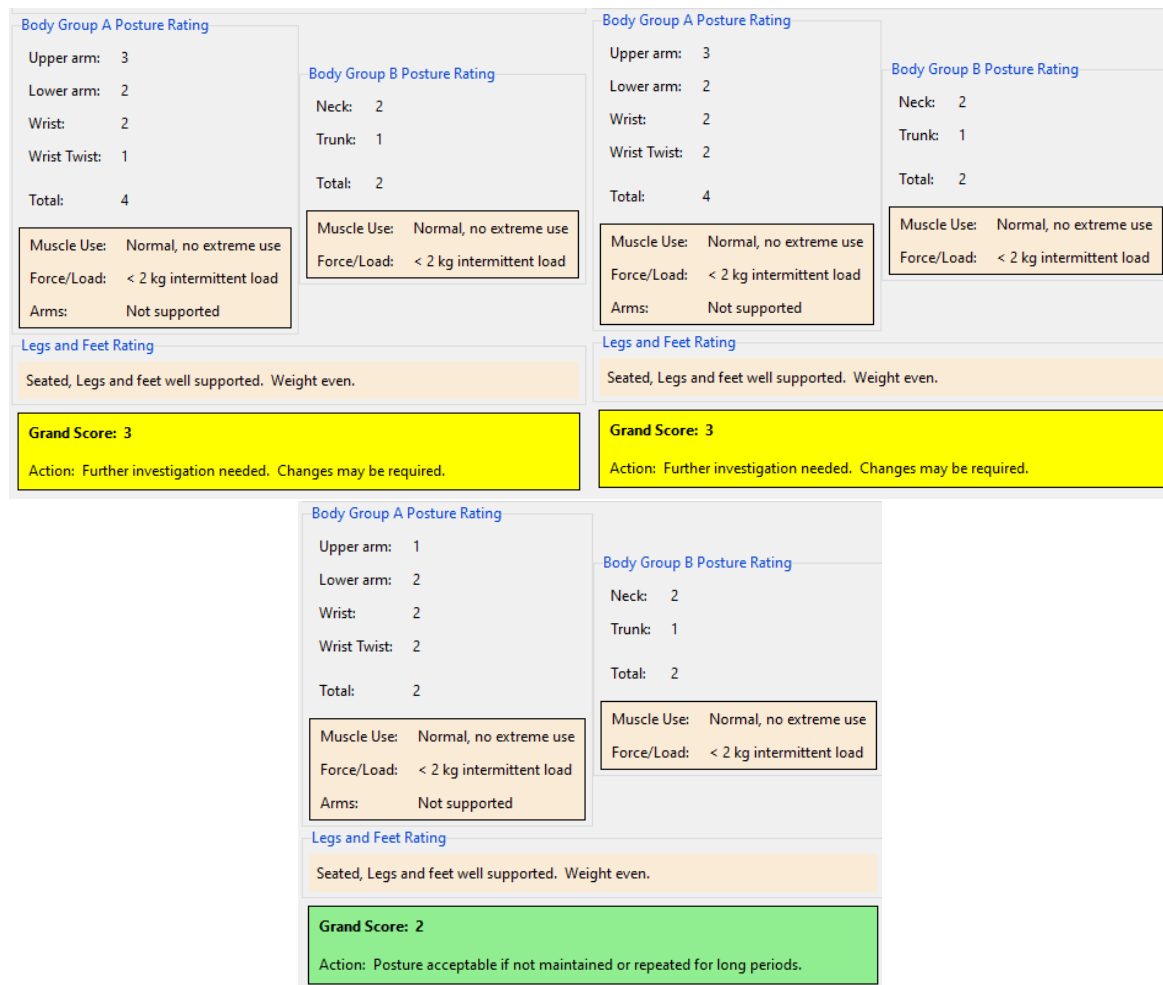 Body Group A Posture Rating
Upper arm: 3
Lower arm: 2
Wrist: 2
Wrist Twist: 1
Total: 4
Muscle Use: Normal, no extreme use
Force/Load: < 2 kg intermittent load
Arms: Not supported
Body Group B Posture Rating
Neck: 2
Trunk: 1
Total: 2
Muscle Use: Normal, no extreme use
Force/Load: < 2 kg intermittent load
Legs and Feet Rating
Seated, Legs and feet well supported. Weight even.
Grand Score: 3
Action: Further investigation needed. Changes may be required.
Body Group A Posture Rating
Upper arm: 3
Lower arm: 2
Wrist: 2
Wrist Twist: 2
Total: 4
Muscle Use: Normal, no extreme use
Force/Load: < 2 kg intermittent load
Arms: Not supported
Body Group B Posture Rating
Neck: 2
Trunk: 1
Total: 2
Muscle Use: Normal, no extreme use
Force/Load: < 2 kg intermittent load
Legs and Feet Rating
Seated, Legs and feet well supported. Weight even.
Grand Score: 3
Action: Further investigation needed. Changes may be required.
Body Group A Posture Rating
Upper arm: 1
Lower arm: 2
Wrist: 2
Wrist Twist: 2
Total: 2
Muscle Use: Normal, no extreme use
Force/Load: < 2 kg intermittent load
Arms: Not supported
Body Group B Posture Rating
Neck: 2
Trunk: 1
Total: 2
Muscle Use: Normal, no extreme use
Force/Load: < 2 kg intermittent load
Legs and Feet Rating
Seated, Legs and feet well supported. Weight even.
Grand Score: 2
Action: Posture acceptable if not maintained or repeated for long periods.